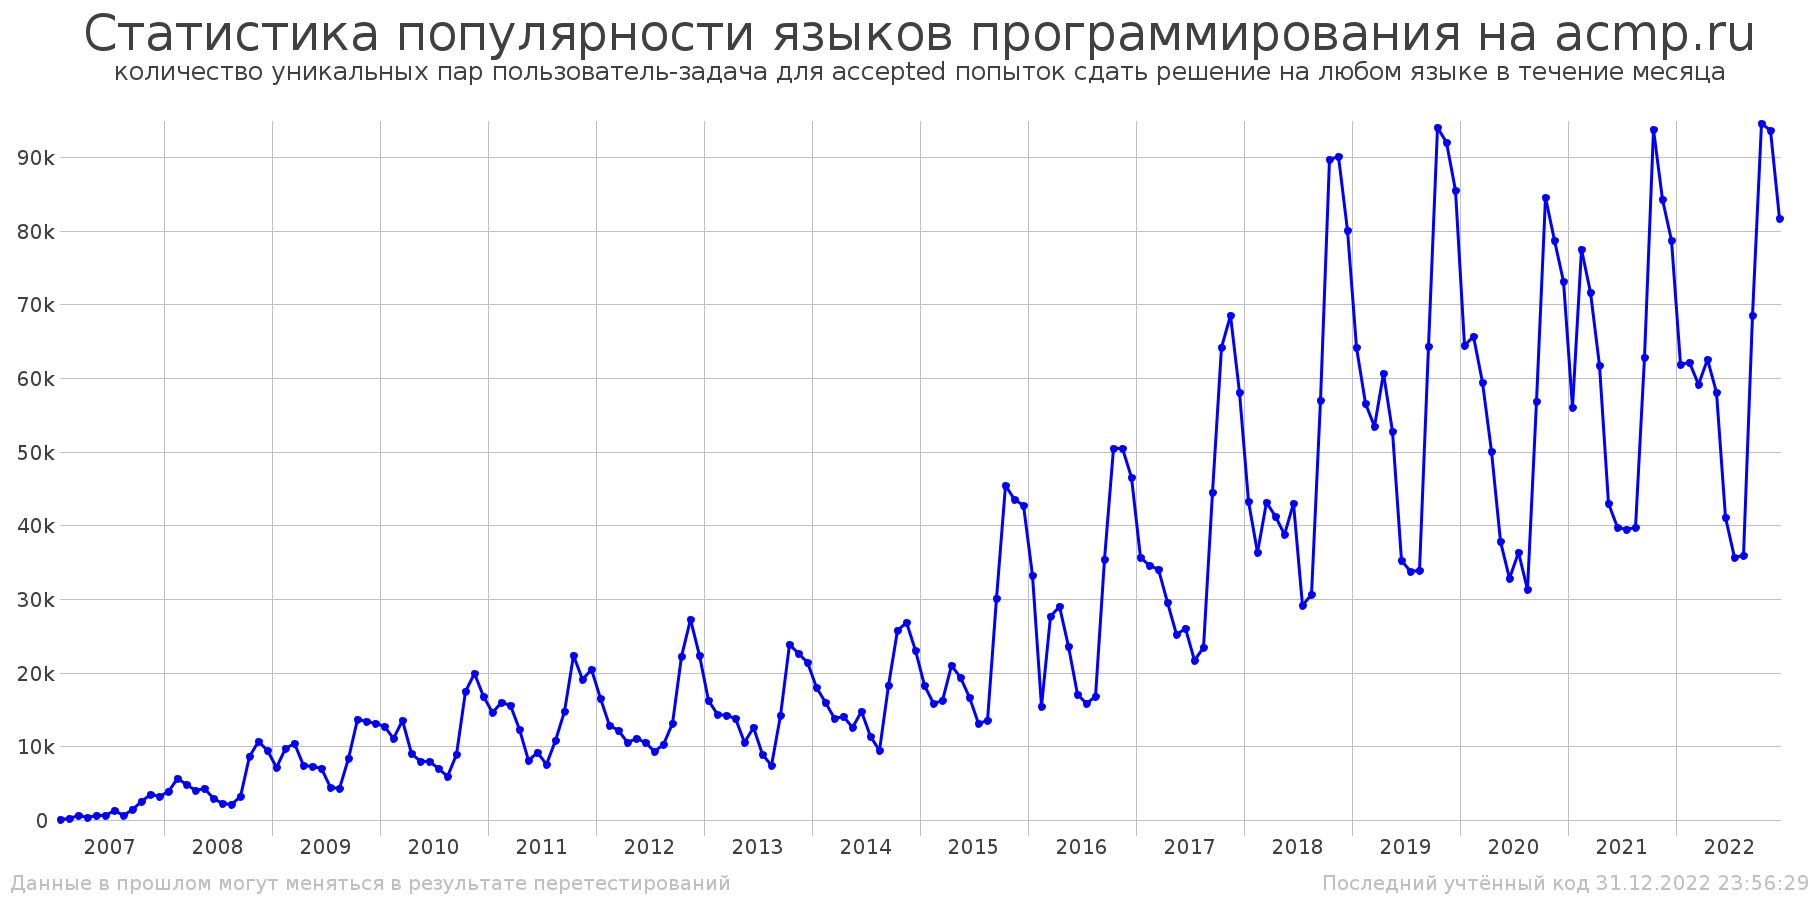 Статистика популярности языков программирования на acmp.ru
количество уникальных пар пользователь-задача для accepted попыток сдать решение на любом языке в течение месяца
90k
80k
70k
60k
50k
40k
30k
20k
10k
0
2007 2008 2009 2010 2011 2012 2013 2014 2015 2016 2017 2018 2019 2020 2021 2022
Данные в прошлом могут меняться в результате перетестирований
Последний учтённый код 31.12.2022 23:56:29